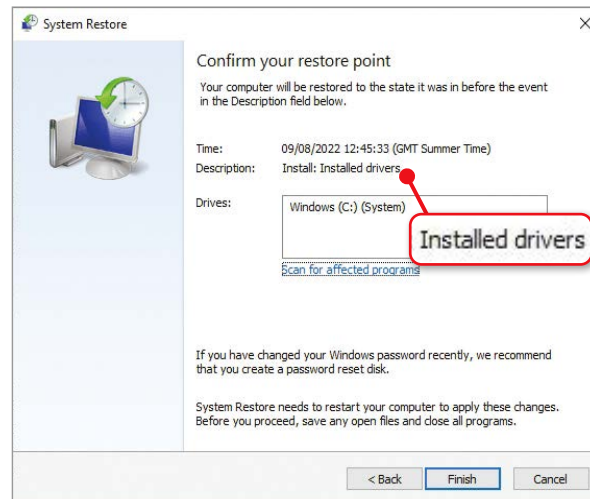 System Restore
Confirm your restore point
Your computer will be restored to the state it was in before the event
in the Description field below.
Time: 09/08/2022 12:45:33 (GMT Summer Time)
Description: Install: Installed drivers
Drives: Windows (C:) (System)
Installed drivers
Scan for affected programs
If you have changed your Windows password recently, we recommend
that you create a password reset disk.
System Restore needs to restart your computer to apply these changes.
Before you proceed, save any open files and close all programs.
< Back Finish Cancel